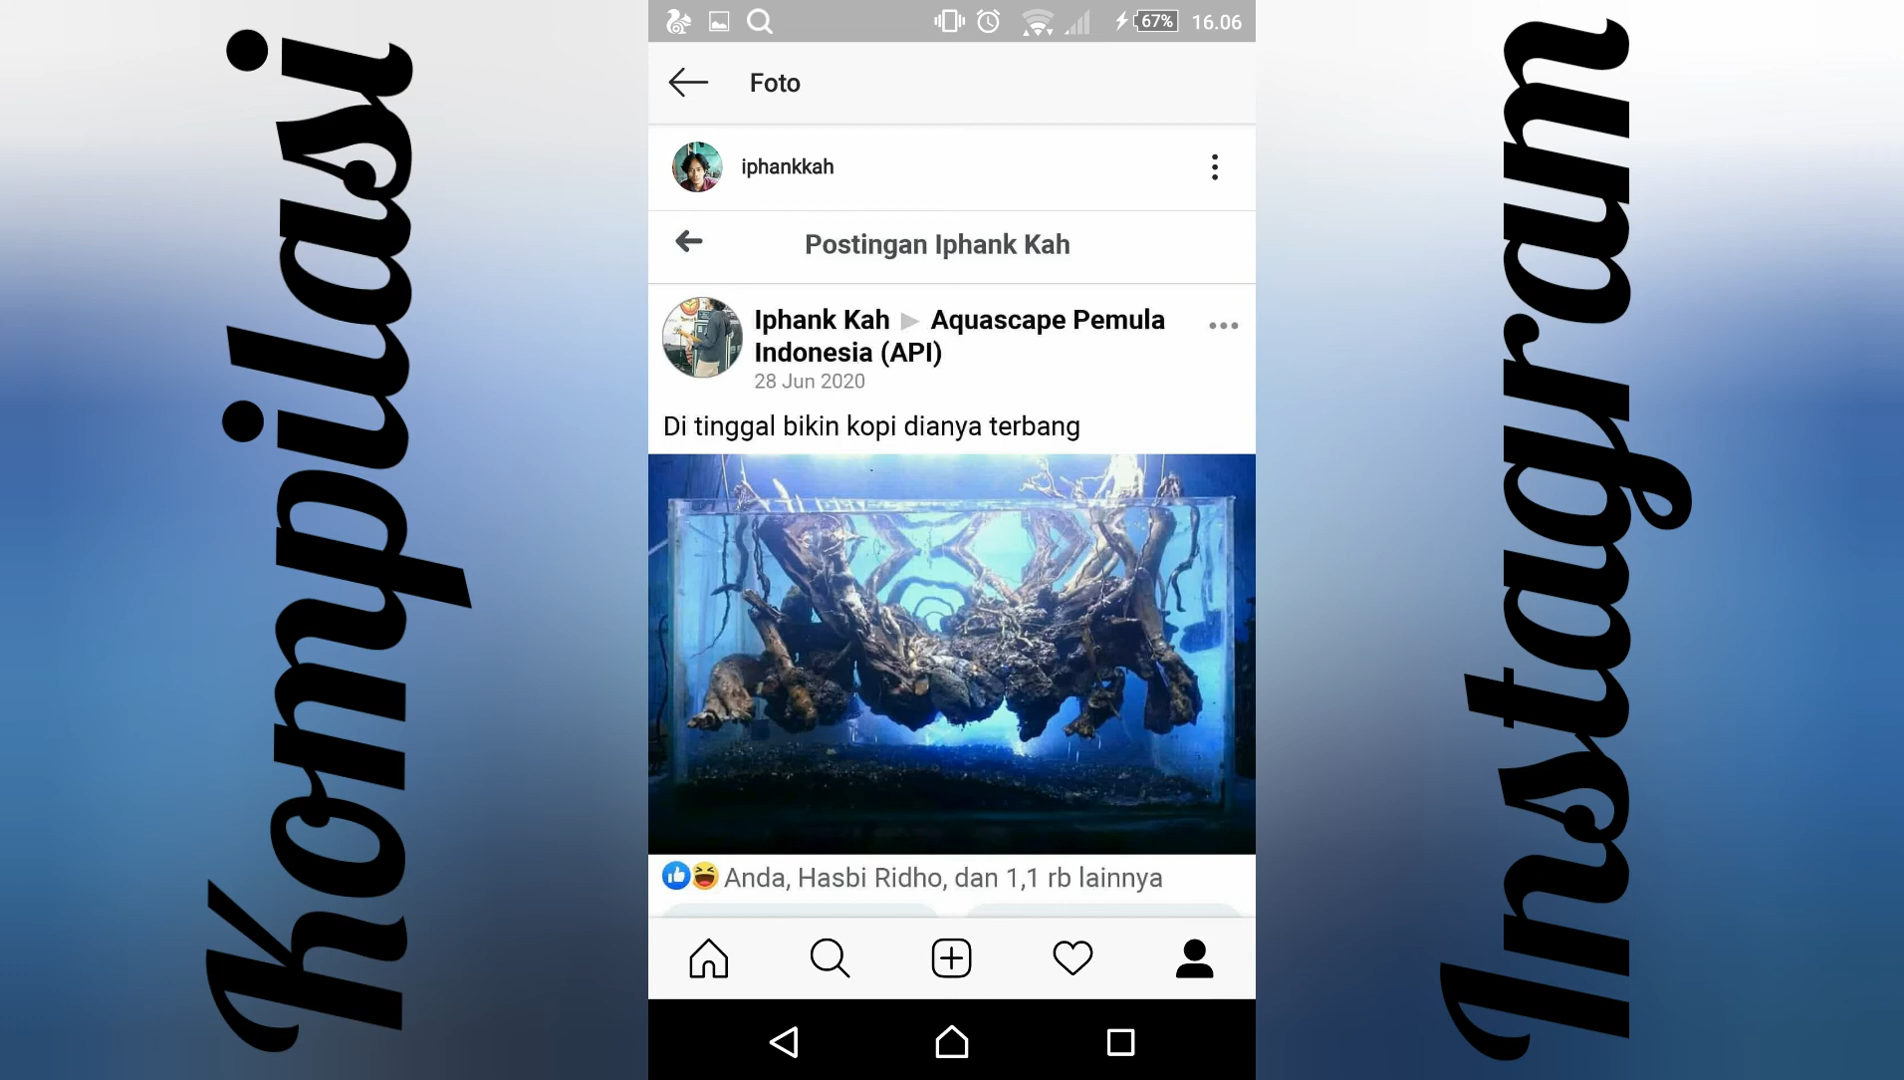 Kompilasi
67%
16.06
Foto
iphankkah
Postingan Iphank Kah
Iphank Kah ▶ Aquascape Pemula
Indonesia (API)
28 Jun 2020
Di tinggal bikin kopi dianya terbang
Anda, Hasbi Ridho, dan 1,1 rb lainnya
Instagram